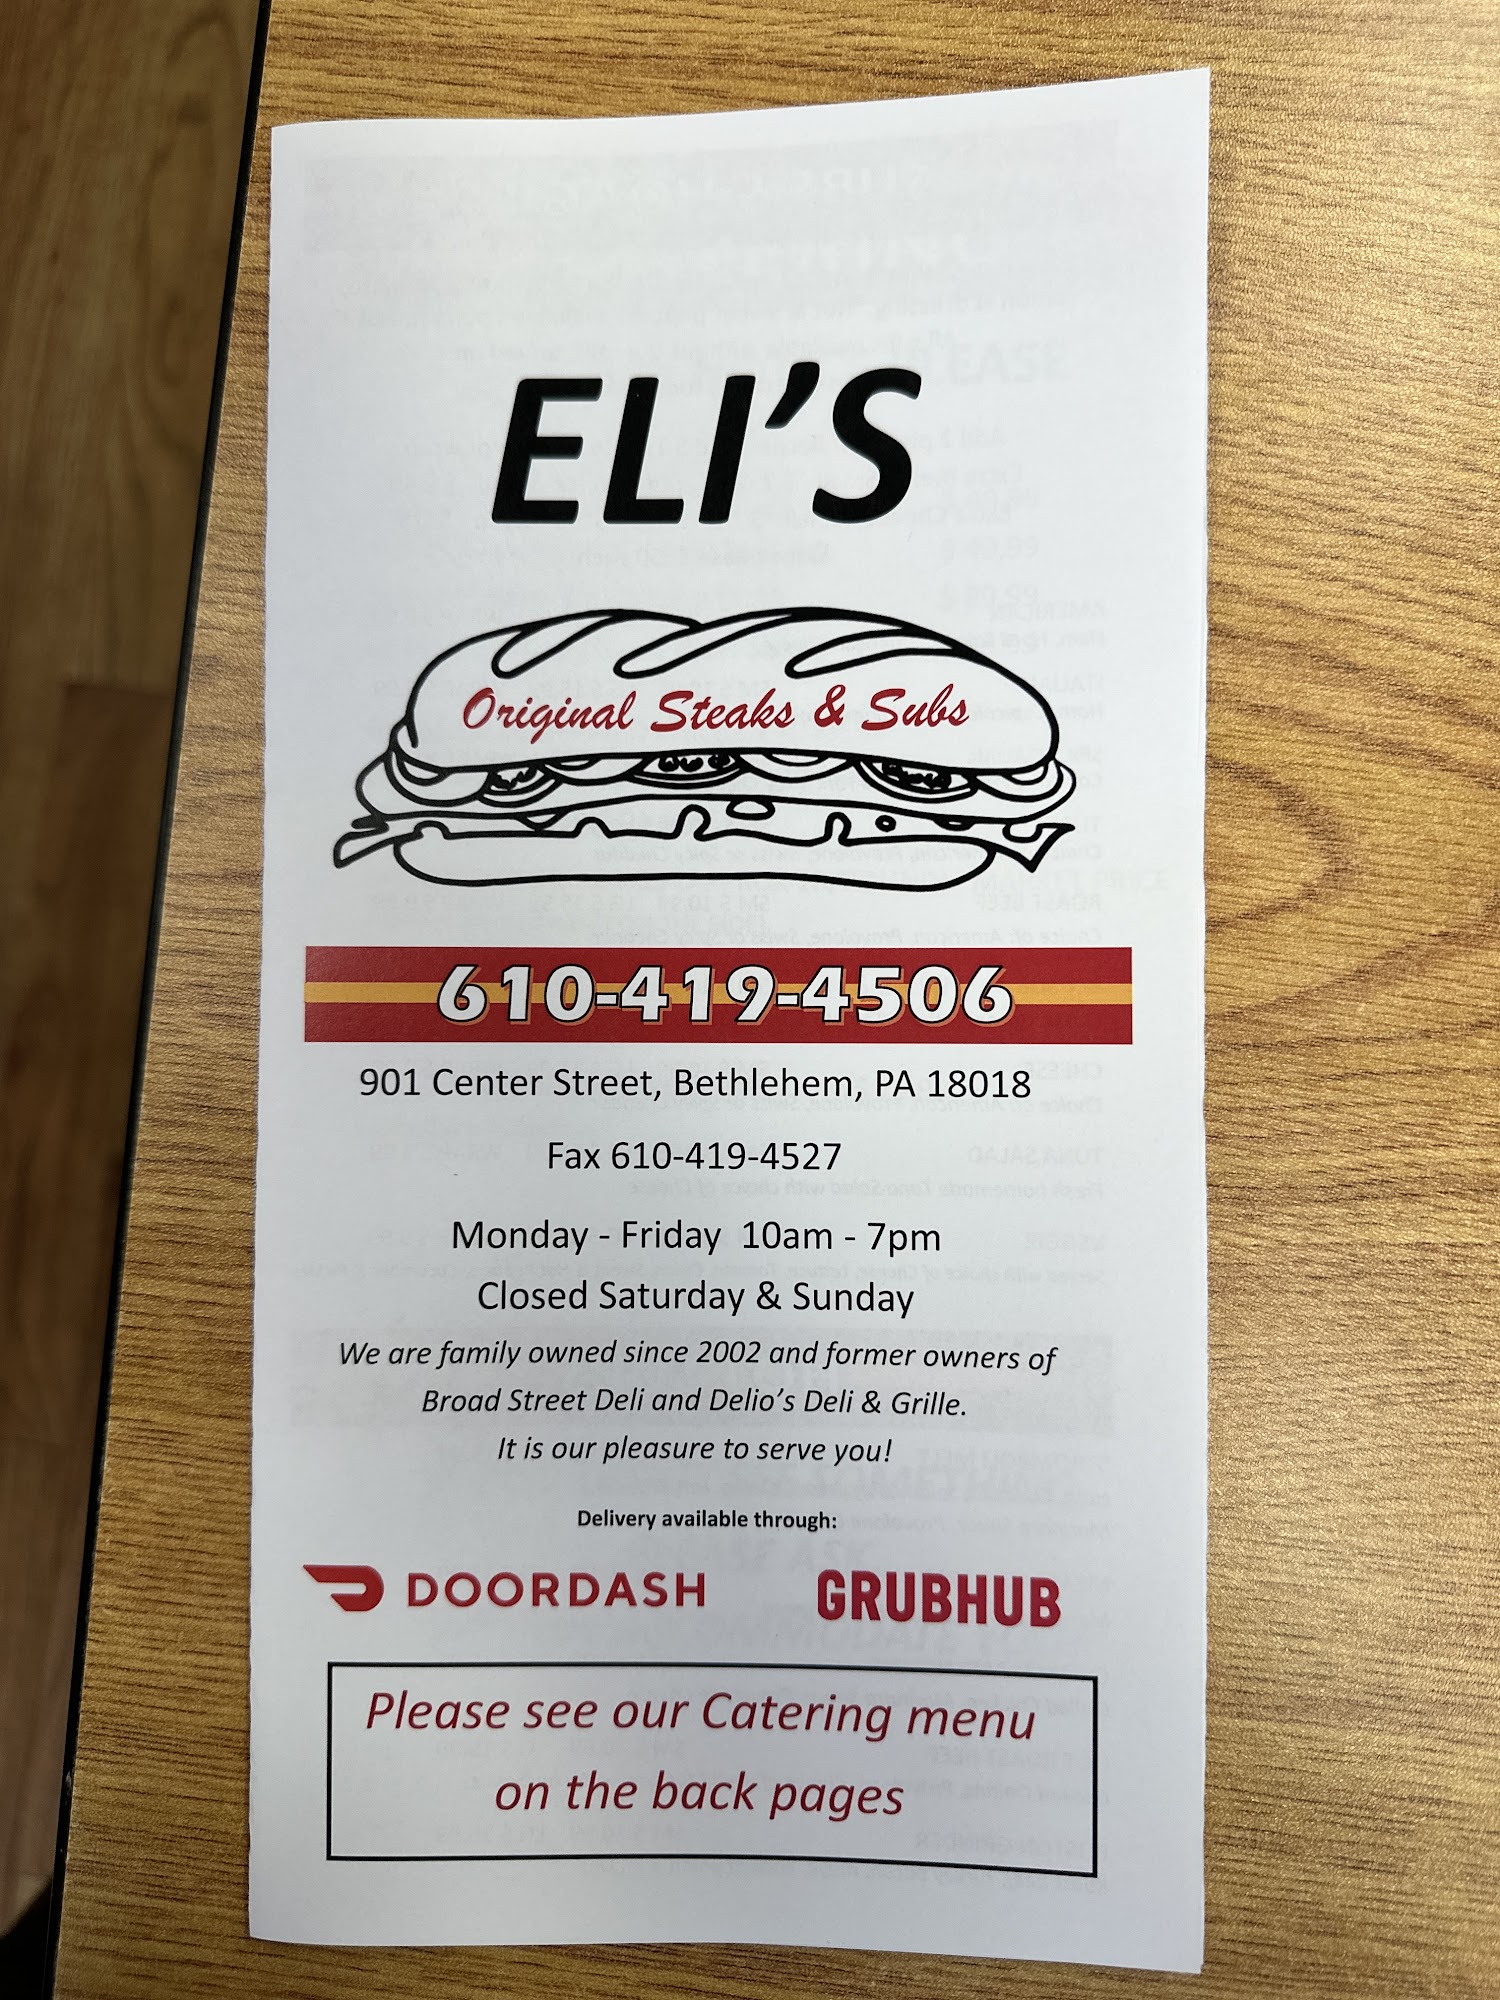 ELI'S
Original Steaks & Subs
610-419-4506
901 Center Street, Bethlehem, PA 18018
Fax 610-419-4527
Monday - Friday  10am - 7pm
Closed Saturday & Sunday
We are family owned since 2002 and former owners of
Broad Street Deli and Delio's Deli & Grille.
It is our pleasure to serve you!
Delivery available through:
DOORDASH GRUBHUB
Please see our Catering menu
on the back pages